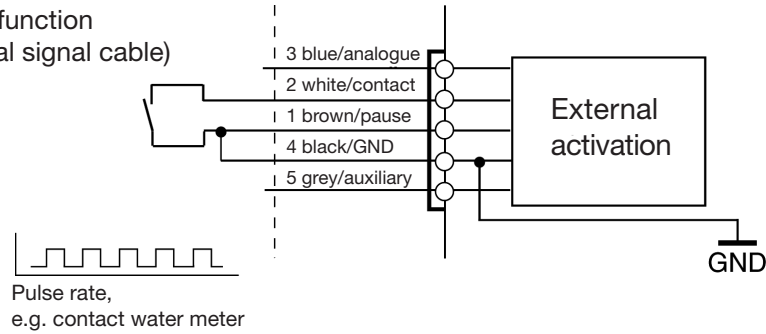 function
al signal cable)
3 blue/analogue
2 white/contact
1 brown/pause
4 black/GND
5 grey/auxiliary
External
activation
GND
Pulse rate,
e.g. contact water meter